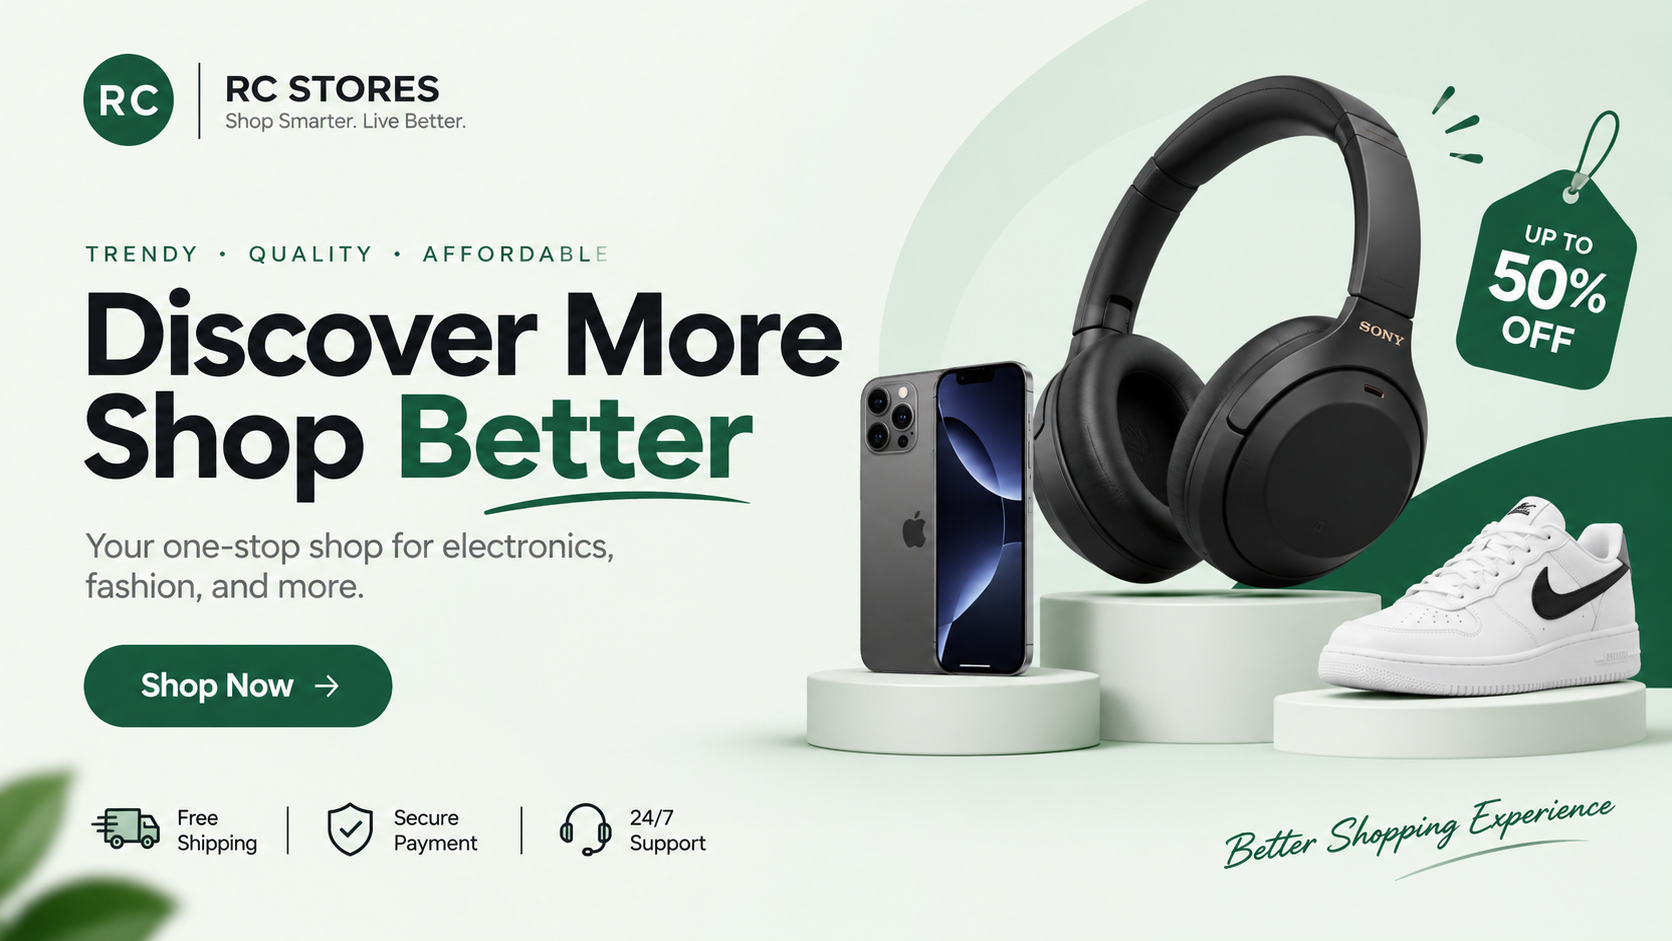 RC
RC STORES
Shop Smarter. Live Better.
TRENDY • QUALITY • AFFORDABLE
Discover More
Shop Better
Your one-stop shop for electronics,
fashion, and more.
Shop Now →
Free
Shipping
Secure
Payment
24/7
Support
SONY
UP TO
50%
OFF
Better Shopping Experience